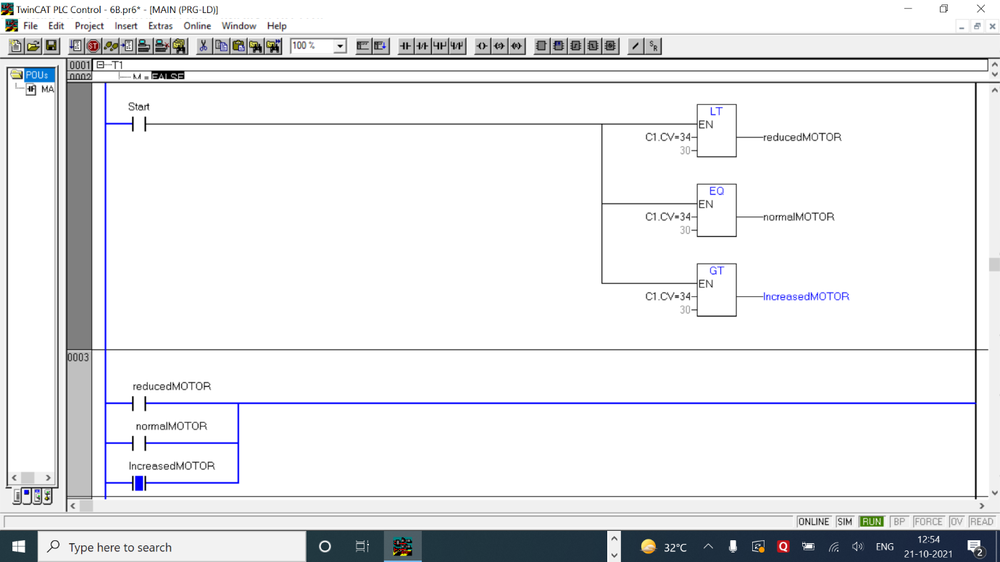 TwinCAT PLC Control - 6B.pr6* - [MAIN (PRG-LD)]
File Edit Project Insert Extras Online Window Help
100 %
POUs
MA
0001 T1
0002 M = FALSE
Start
LT
EN
C1.CV=34
reducedMOTOR
30
EQ
EN
C1.CV=34
normalMOTOR
30
GT
EN
C1.CV=34
IncreasedMOTOR
30
0003
reducedMOTOR
normalMOTOR
IncreasedMOTOR
ONLINE SIM RUN BP FORCE OV READ
Type here to search
32°C
ENG
12:54
21-10-2021
2